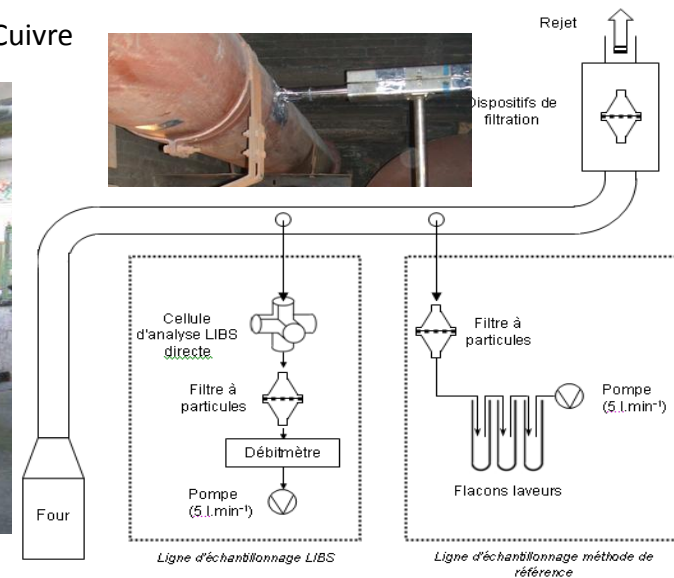 Cuivre
Rejet
Dispositifs de
filtration
Cellule
d'analyse LIBS
directe
Filtre à
particules
Débitmètre
Pompe
(5 l.min⁻¹)
Four
Ligne d'échantillonnage LIBS
Filtre à
particules
Pompe
(5 l.min⁻¹)
Flacons laveurs
Ligne d'échantillonnage méthode de
référence